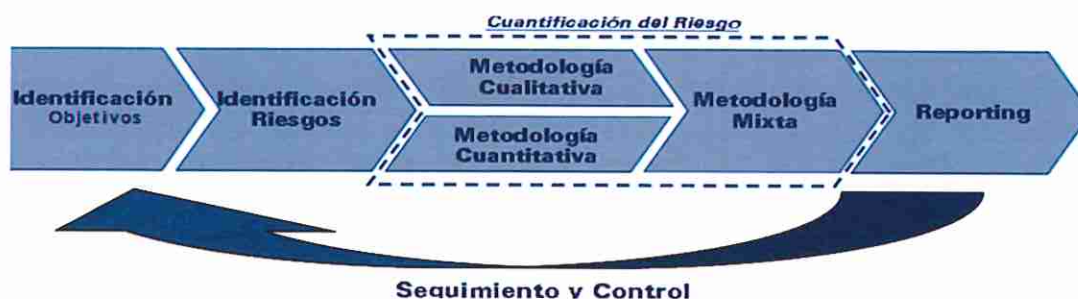 Cuantificación del Riesgo
Identificación
Objetivos
Identificación
Riesgos
Metodología
Cualitativa
Metodología
Cuantitativa
Metodología
Mixta
Reporting
Seguimiento y Control